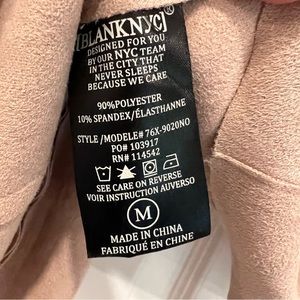 [BLANKNYC]®
DESIGNED FOR YOU
BY OUR NYC TEAM
IN THE CITY THAT
NEVER SLEEPS
BECAUSE WE CARE
90%POLYESTER
10% SPANDEX/ÉLASTHANNE
STYLE /MODELE# 76X-9020NO
PO# 103917
RN# 114542
SEE CARE ON REVERSE
VOIR INSTRUCTION AUVERSO
M
MADE IN CHINA
FABRIQUÉ EN CHINE